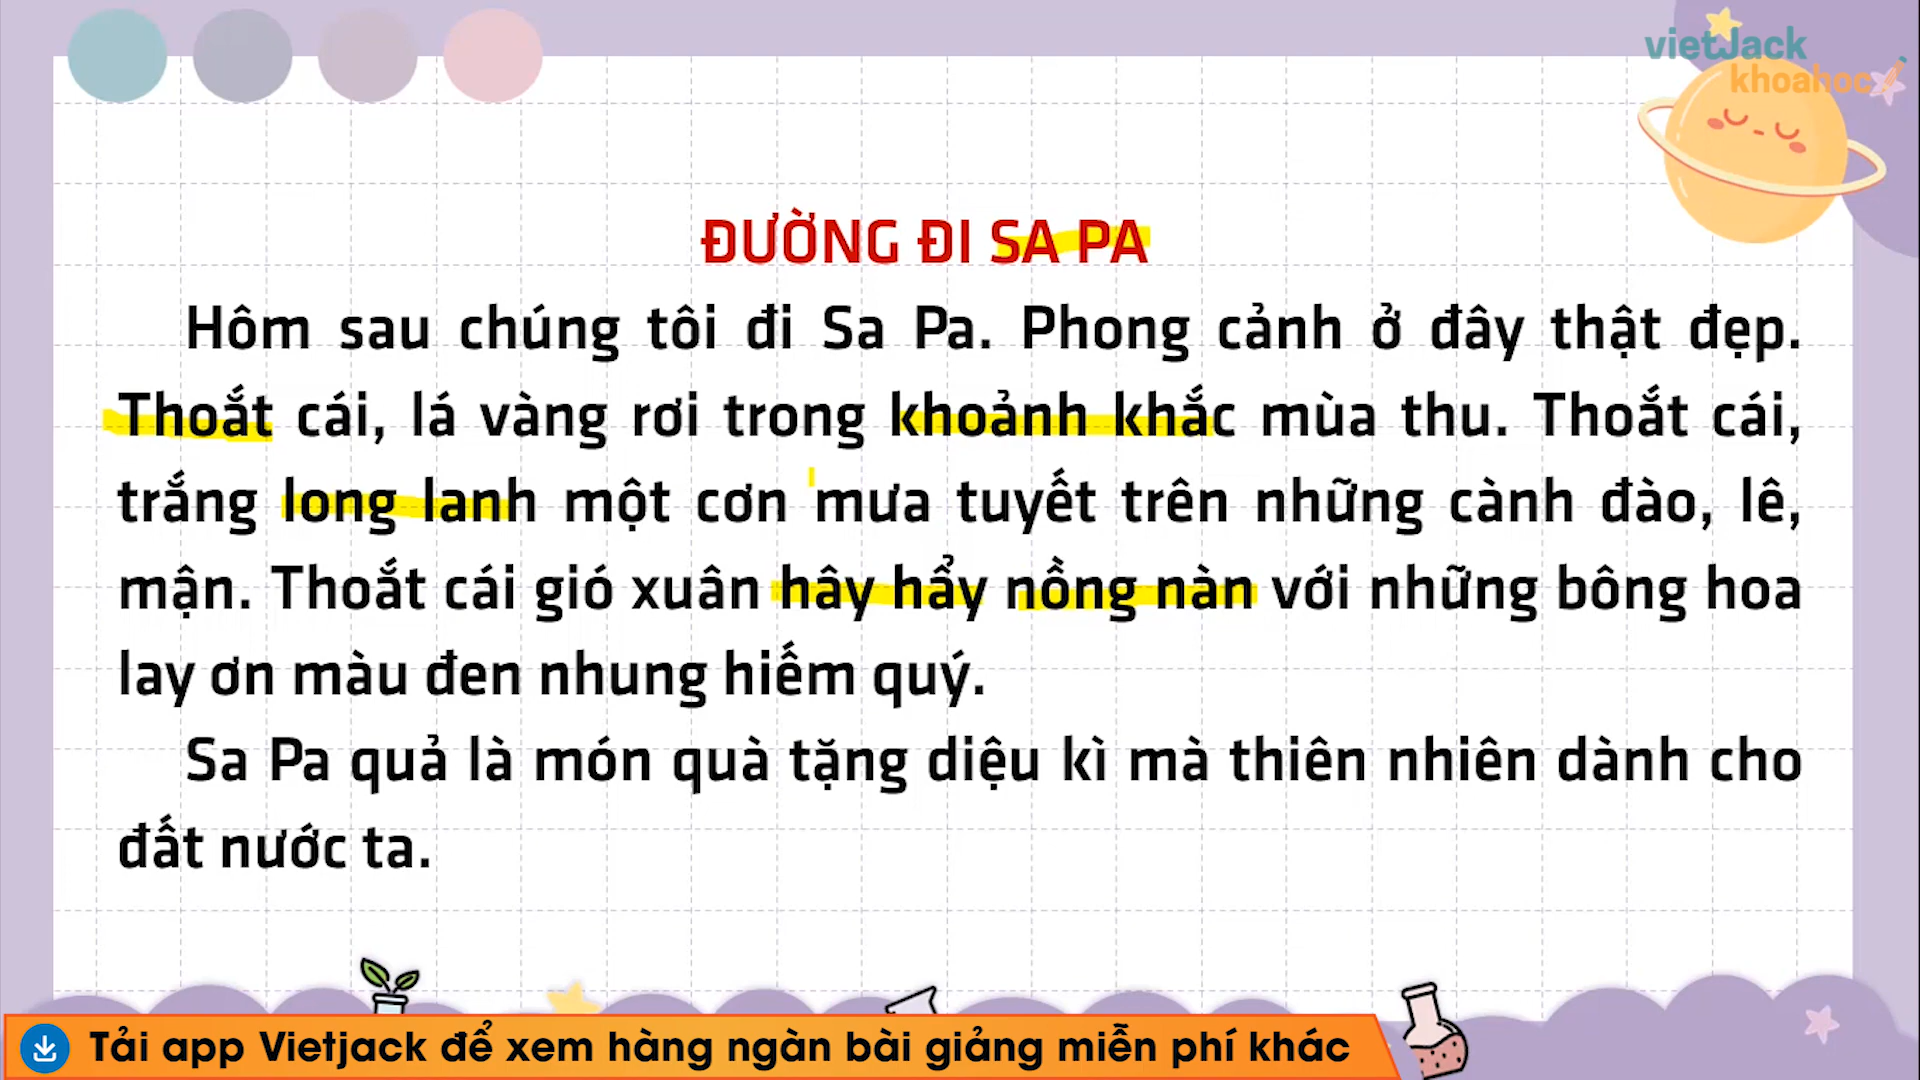 vietJack
khoahoc
ĐƯỜNG ĐI SA PA
Hôm sau chúng tôi đi Sa Pa. Phong cảnh ở đây thật đẹp.
Thoắt cái, lá vàng rơi trong khoảnh khắc mùa thu. Thoắt cái,
trắng long lanh một cơn mưa tuyết trên những cành đào, lê,
mận. Thoắt cái gió xuân hây hẩy nồng nàn với những bông hoa
lay ơn màu đen nhung hiếm quý.
Sa Pa quả là món quà tặng diệu kì mà thiên nhiên dành cho
đất nước ta.
Tải app Vietjack để xem hàng ngàn bài giảng miễn phí khác